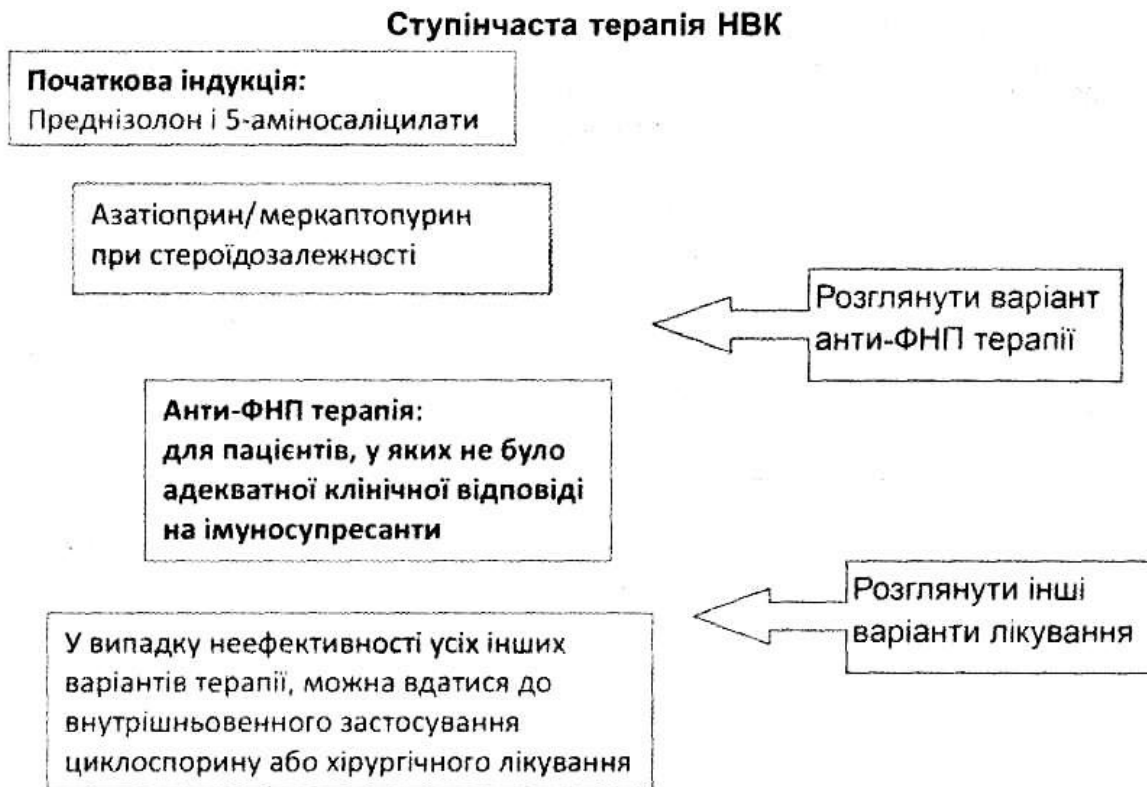 Ступінчаста терапія НВК
Початкова індукція:
Преднізолон і 5-аміносаліцилати
Азатіоприн/меркаптопурин
при стероїдозалежності
Розглянути варіант
анти-ФНП терапії
Анти-ФНП терапія:
для пацієнтів, у яких не було
адекватної клінічної відповіді
на імуносупресанти
Розглянути інші
варіанти лікування
У випадку неефективності усіх інших
варіантів терапії, можна вдатися до
внутрішньовенного застосування
циклоспорину або хірургічного лікування